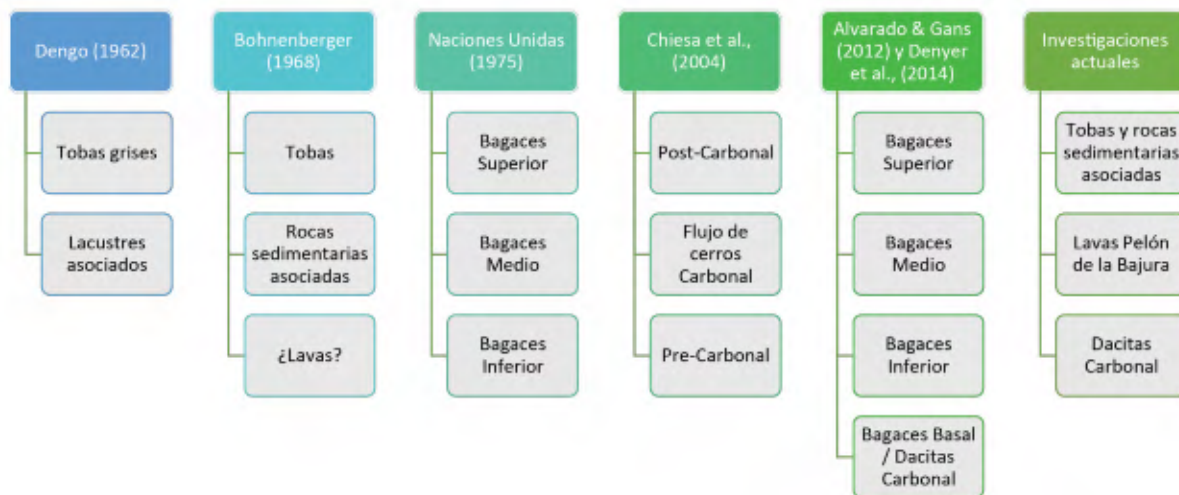 Dengo (1962)
Tobas grises
Lacustres
asociados
Bohnenberger
(1968)
Tobas
Rocas
sedimentarias
asociadas
¿Lavas?
Naciones Unidas
(1975)
Bagaces
Superior
Bagaces
Medio
Bagaces
Inferior
Chiesa et al.,
(2004)
Post-Carbonal
Flujo de
cerros
Carbonal
Pre-Carbonal
Alvarado & Gans
(2012) y Denyer
et al., (2014)
Bagaces
Superior
Bagaces
Medio
Bagaces
Inferior
Bagaces Basal
/ Dacitas
Carbonal
Investigaciones
actuales
Tobas y rocas
sedimentarias
asociadas
Lavas Pelón
de la Bajura
Dacitas
Carbonal